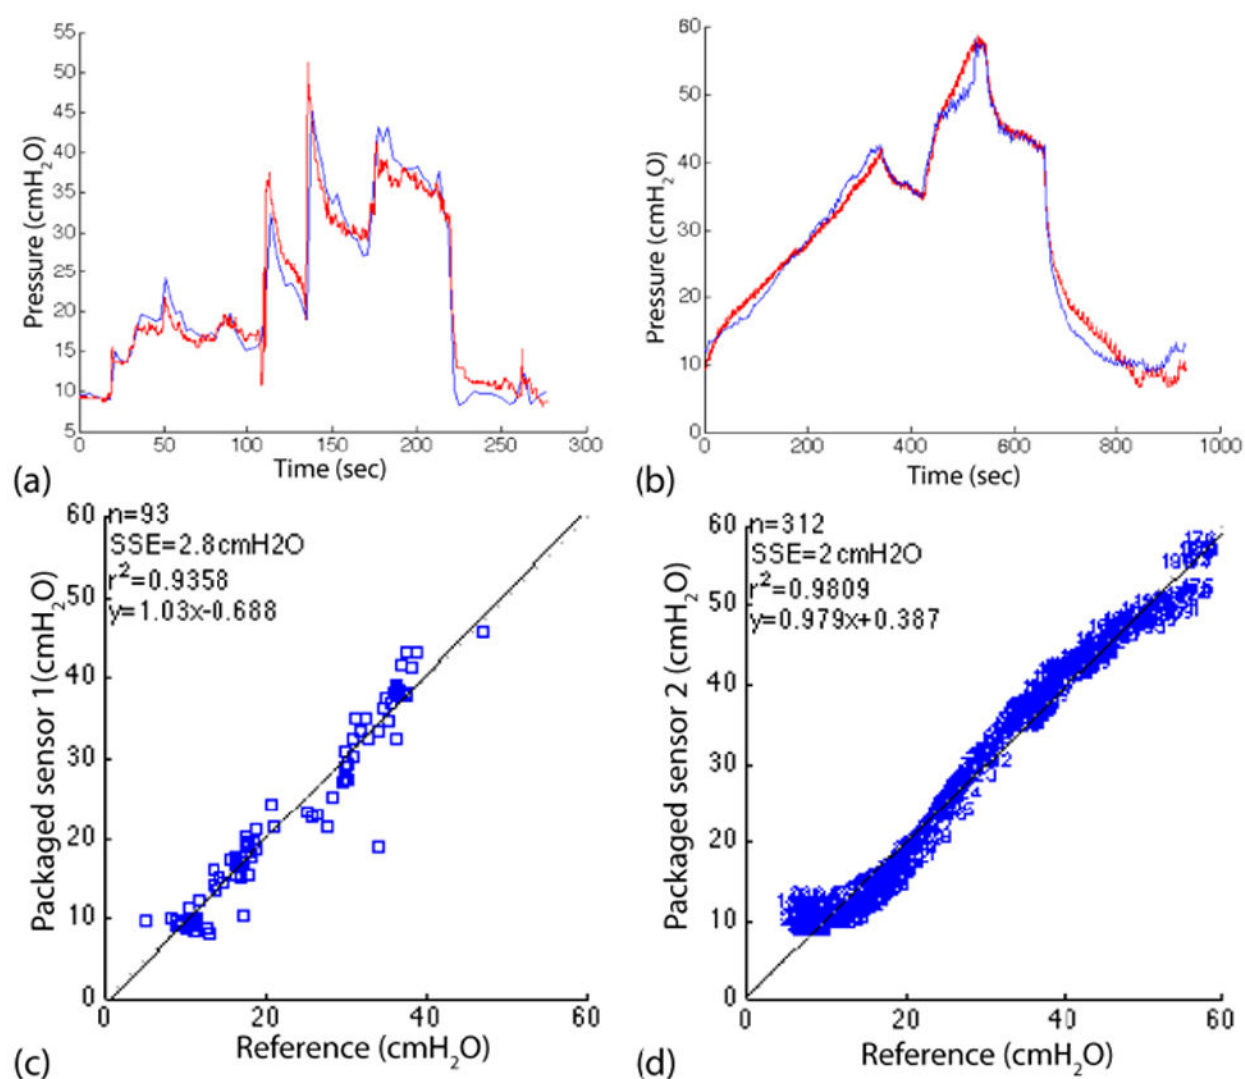 55
50
45
40
35
30
25
20
15
10
5
Pressure (cmH2O)
0
50
100
150
200
250
300
Time (sec)
(a)
60
50
40
30
20
10
0
Pressure (cmH2O)
0
200
400
600
800
1000
Time (sec)
(b)
n=93
SSE=2.8cmH2O
r²=0.9358
y=1.03x-0.688
60
50
40
30
20
10
0
Packaged sensor 1(cmH2O)
0
20
40
60
Reference (cmH2O)
(c)
n=312
SSE=2cmH2O
r²=0.9809
y=0.979x+0.387
60
50
40
30
20
10
0
Packaged sensor 2 (cmH2O)
0
20
40
60
Reference (cmH2O)
(d)